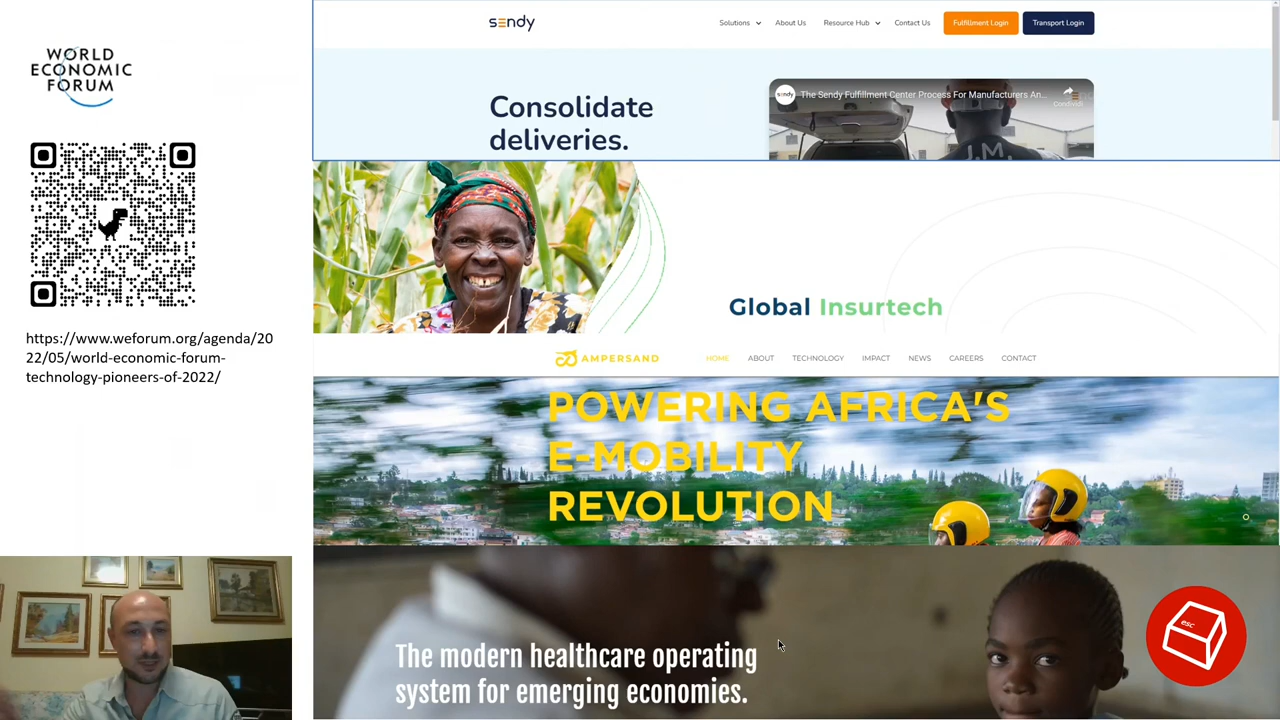 WORLD
ECONOMIC
FORUM
https://www.weforum.org/agenda/20
22/05/world-economic-forum-
technology-pioneers-of-2022/
sendy
Solutions
About Us
Resource Hub
Contact Us
Fulfillment Login
Transport Login
Consolidate
deliveries.
sendy
The Sendy Fulfillment Center Process For Manufacturers An...
Condividi
J.M.
Global Insurtech
AMPERSAND
HOME
ABOUT
TECHNOLOGY
IMPACT
NEWS
CAREERS
CONTACT
POWERING AFRICA'S
E-MOBILITY
REVOLUTION
The modern healthcare operating
system for emerging economies.
esc